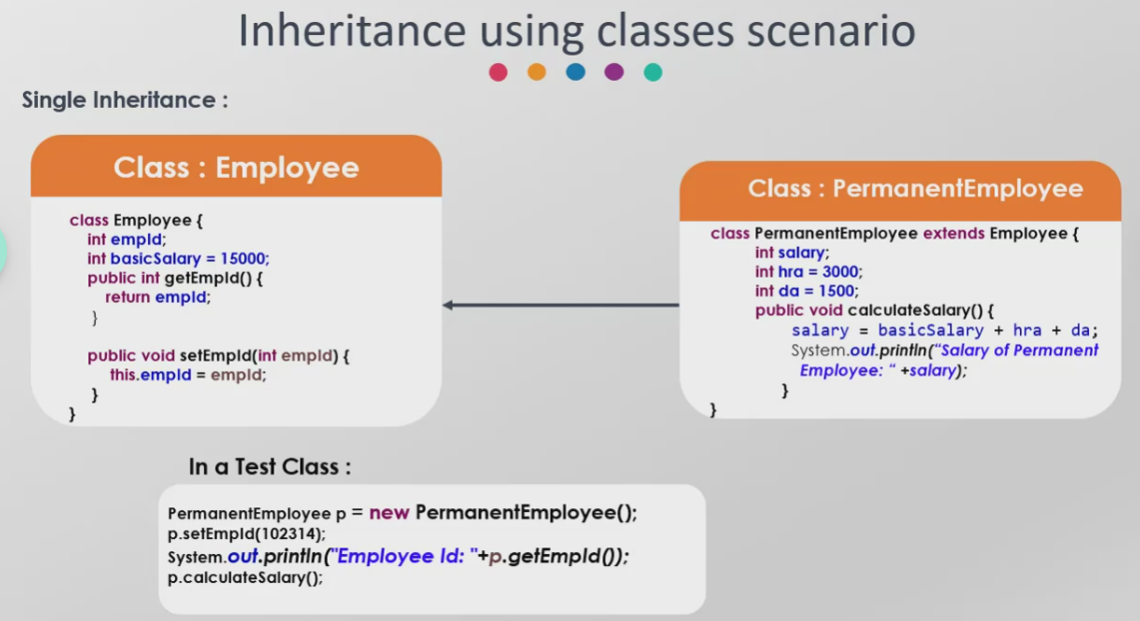 Inheritance using classes scenario
Single Inheritance :
Class : Employee
class Employee {
int empId;
int basicSalary = 15000;
public int getEmpId() {
return empId;
}
public void setEmpId(int empId) {
this.empId = empId;
}
}
Class : PermanentEmployee
class PermanentEmployee extends Employee {
int salary;
int hra = 3000;
int da = 1500;
public void calculateSalary() {
salary = basicSalary + hra + da;
System.out.println("Salary of Permanent
Employee: " +salary);
}
}
In a Test Class :
PermanentEmployee p = new PermanentEmployee();
p.setEmpId(102314);
System.out.println("Employee Id: "+p.getEmpId());
p.calculateSalary();